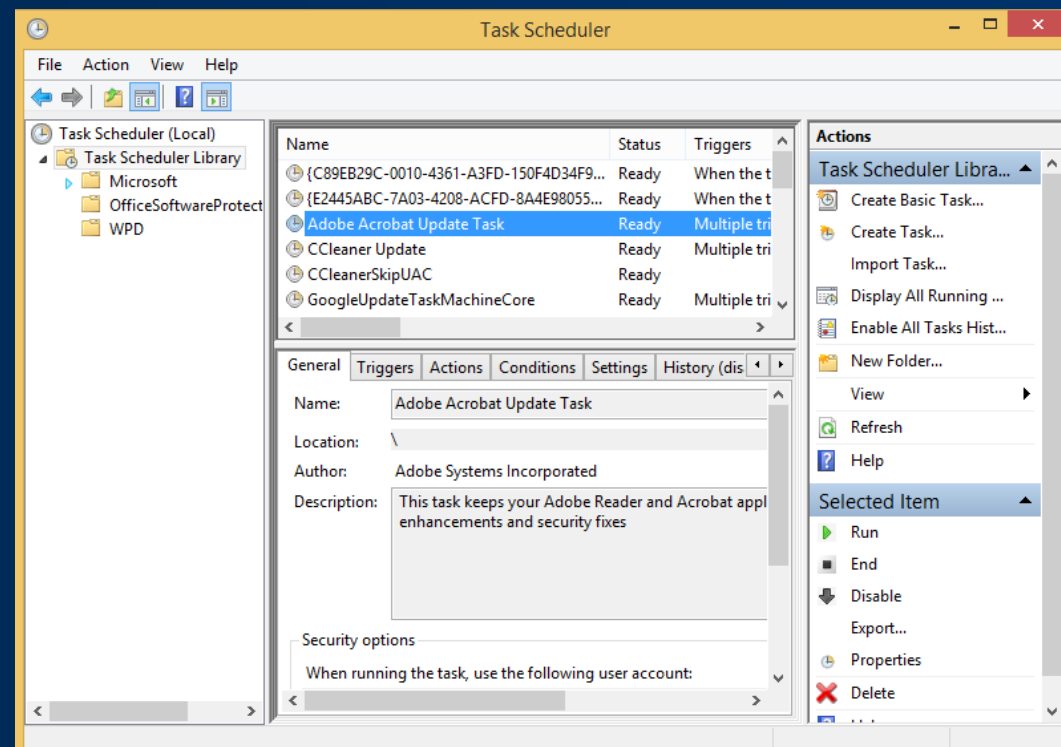 Task Scheduler
File Action View Help
Task Scheduler (Local)
Task Scheduler Library
Microsoft
OfficeSoftwareProtect
WPD
Name Status Triggers
{C89EB29C-0010-4361-A3FD-150F4D34F9... Ready When the t
{E2445ABC-7A03-4208-ACFD-8A4E98055... Ready When the t
Adobe Acrobat Update Task Ready Multiple tri
CCleaner Update Ready Multiple tri
CCleanerSkipUAC Ready
GoogleUpdateTaskMachineCore Ready Multiple tri
General Triggers Actions Conditions Settings History (dis
Name: Adobe Acrobat Update Task
Location: \
Author: Adobe Systems Incorporated
Description: This task keeps your Adobe Reader and Acrobat appl
enhancements and security fixes
Security options
When running the task, use the following user account:
Actions
Task Scheduler Libra...
Create Basic Task...
Create Task...
Import Task...
Display All Running ...
Enable All Tasks Hist...
New Folder...
View
Refresh
Help
Selected Item
Run
End
Disable
Export...
Properties
Delete